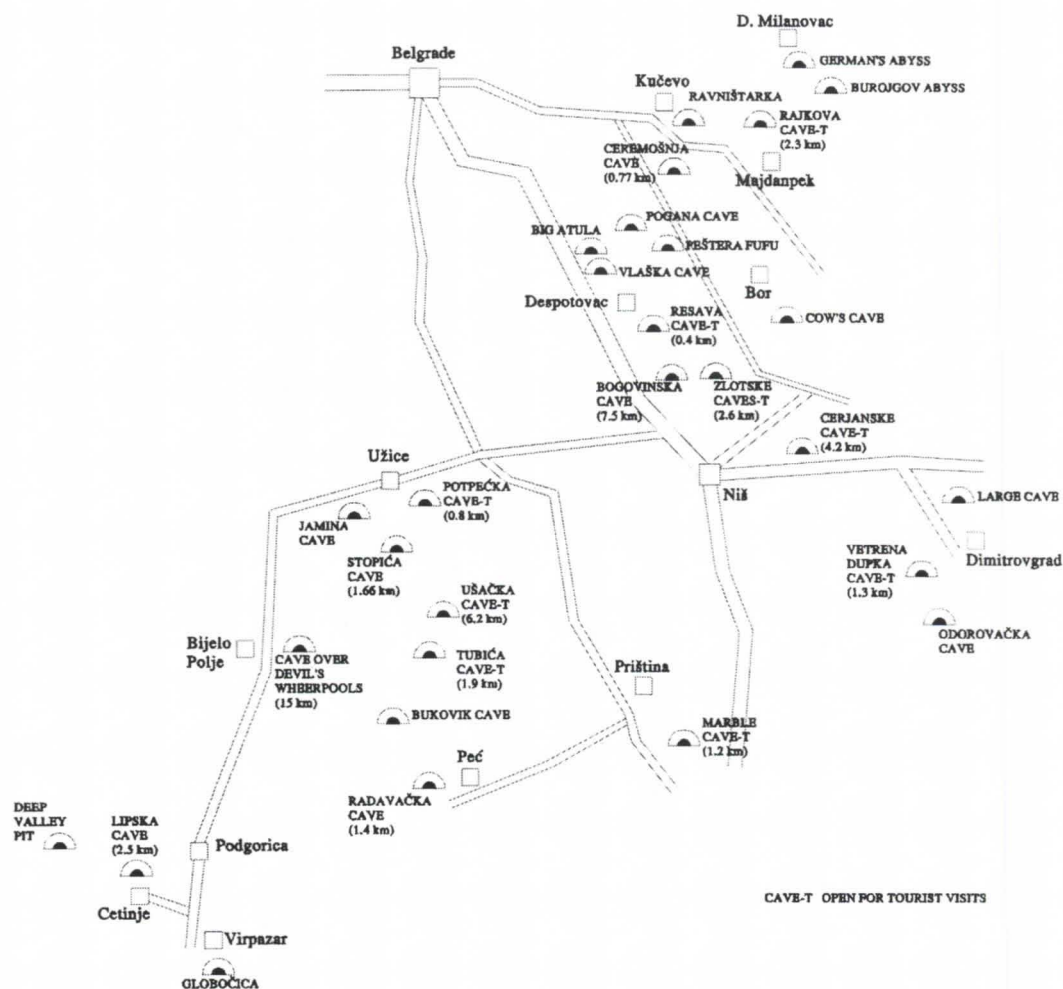 D. Milanovac
Belgrade
GERMAN'S ABYSS
BUROJGOV ABYSS
Kučevo
RAVNIŠTARKA
RAJKOVA
CAVE-T
(2.3 km)
CEREMOŠNJA
CAVE
(0.77 km)
Majdanpek
POGANA CAVE
BIG ATULA
PEŠTERA FUFU
VLAŠKA CAVE
Bor
Despotovac
RESAVA
CAVE-T
(0.4 km)
COW'S CAVE
BOGOVINSKA
CAVE
(7.5 km)
ZLOTSKE
CAVES-T
(2.6 km)
CERJANSKE
CAVE-T
(4.2 km)
Užice
POTPEĆKA
CAVE-T
(0.8 km)
Niš
LARGE CAVE
JAMINA
CAVE
STOPIĆA
CAVE
(1.66 km)
VETRENA
DUPKA
CAVE-T
(1.3 km)
Dimitrovgrad
UŠAČKA
CAVE-T
(6.2 km)
ODOROVAČKA
CAVE
Bijelo
Polje
CAVE OVER
DEVIL'S
WHEERPOOLS
(15 km)
TUBIĆA
CAVE-T
(1.9 km)
Priština
BUKOVIK CAVE
MARBLE
CAVE-T
(1.2 km)
Peć
RADAVAČKA
CAVE
(1.4 km)
DEEP
VALLEY
PIT
LIPSKA
CAVE
(2.5 km)
Podgorica
Cetinje
CAVE-T OPEN FOR TOURIST VISITS
Virpazar
GLOBOČICA